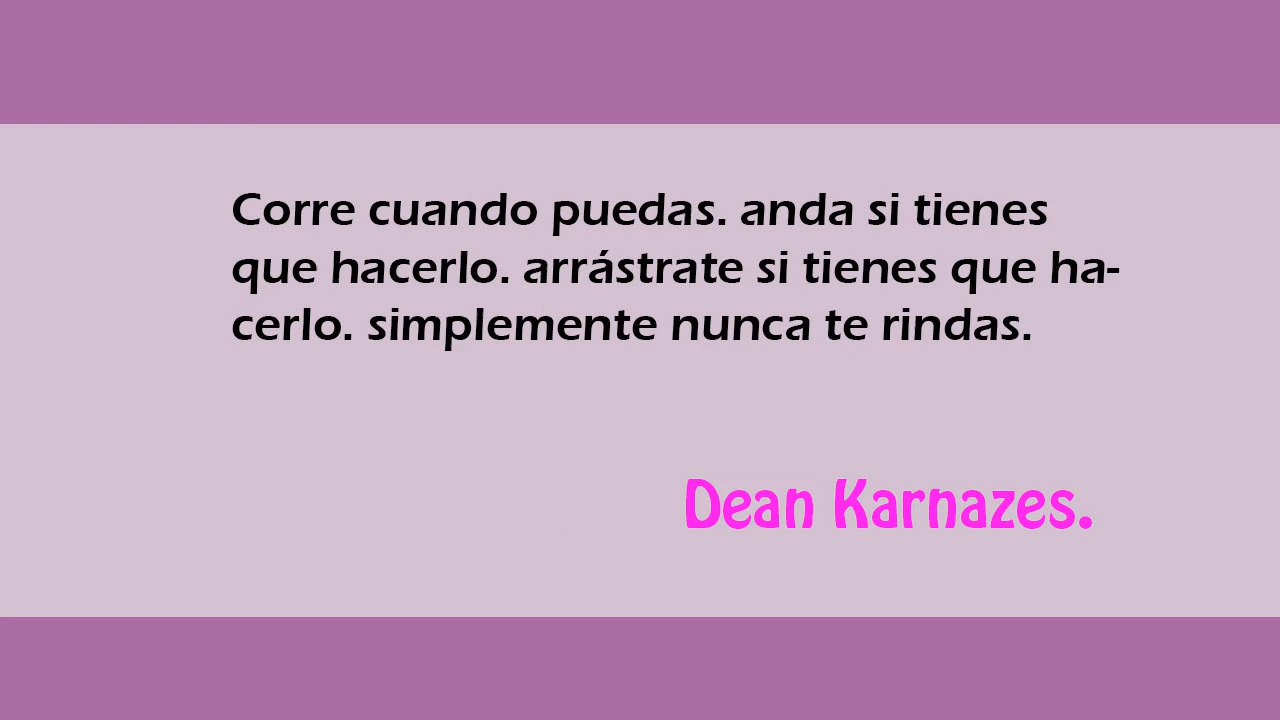 Corre cuando puedas. anda si tienes
que hacerlo. arrástrate si tienes que ha-
cerlo. simplemente nunca te rindas.
Dean Karnazes.